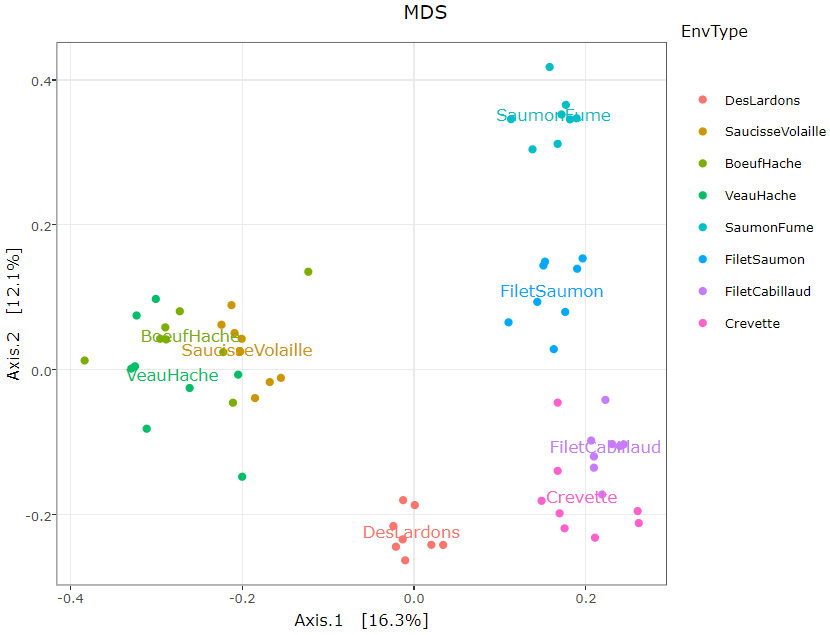 MDS
EnvType
DesLardons
SaucisseVolaille
BoeufHache
VeauHache
SaumonFume
FiletSaumon
FiletCabillaud
Crevette
0.4
0.2
0.0
-0.2
Axis.2 [12.1%]
SaumonFume
FiletSaumon
BoeufHache
SaucisseVolaille
VeauHache
FiletCabillaud
Crevette
DesLardons
-0.4
-0.2
0.0
0.2
Axis.1 [16.3%]